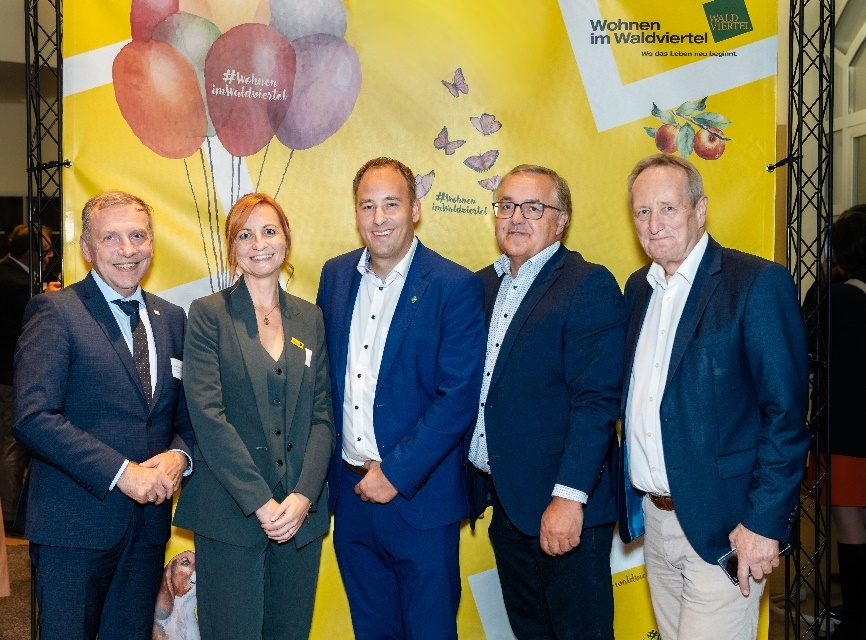 Wohnen
im Waldviertel
WALD
VIERTEL
Wo das Leben neu beginnt.
#Wohnen
imWaldviertel
#Wohnen
imWaldviertel